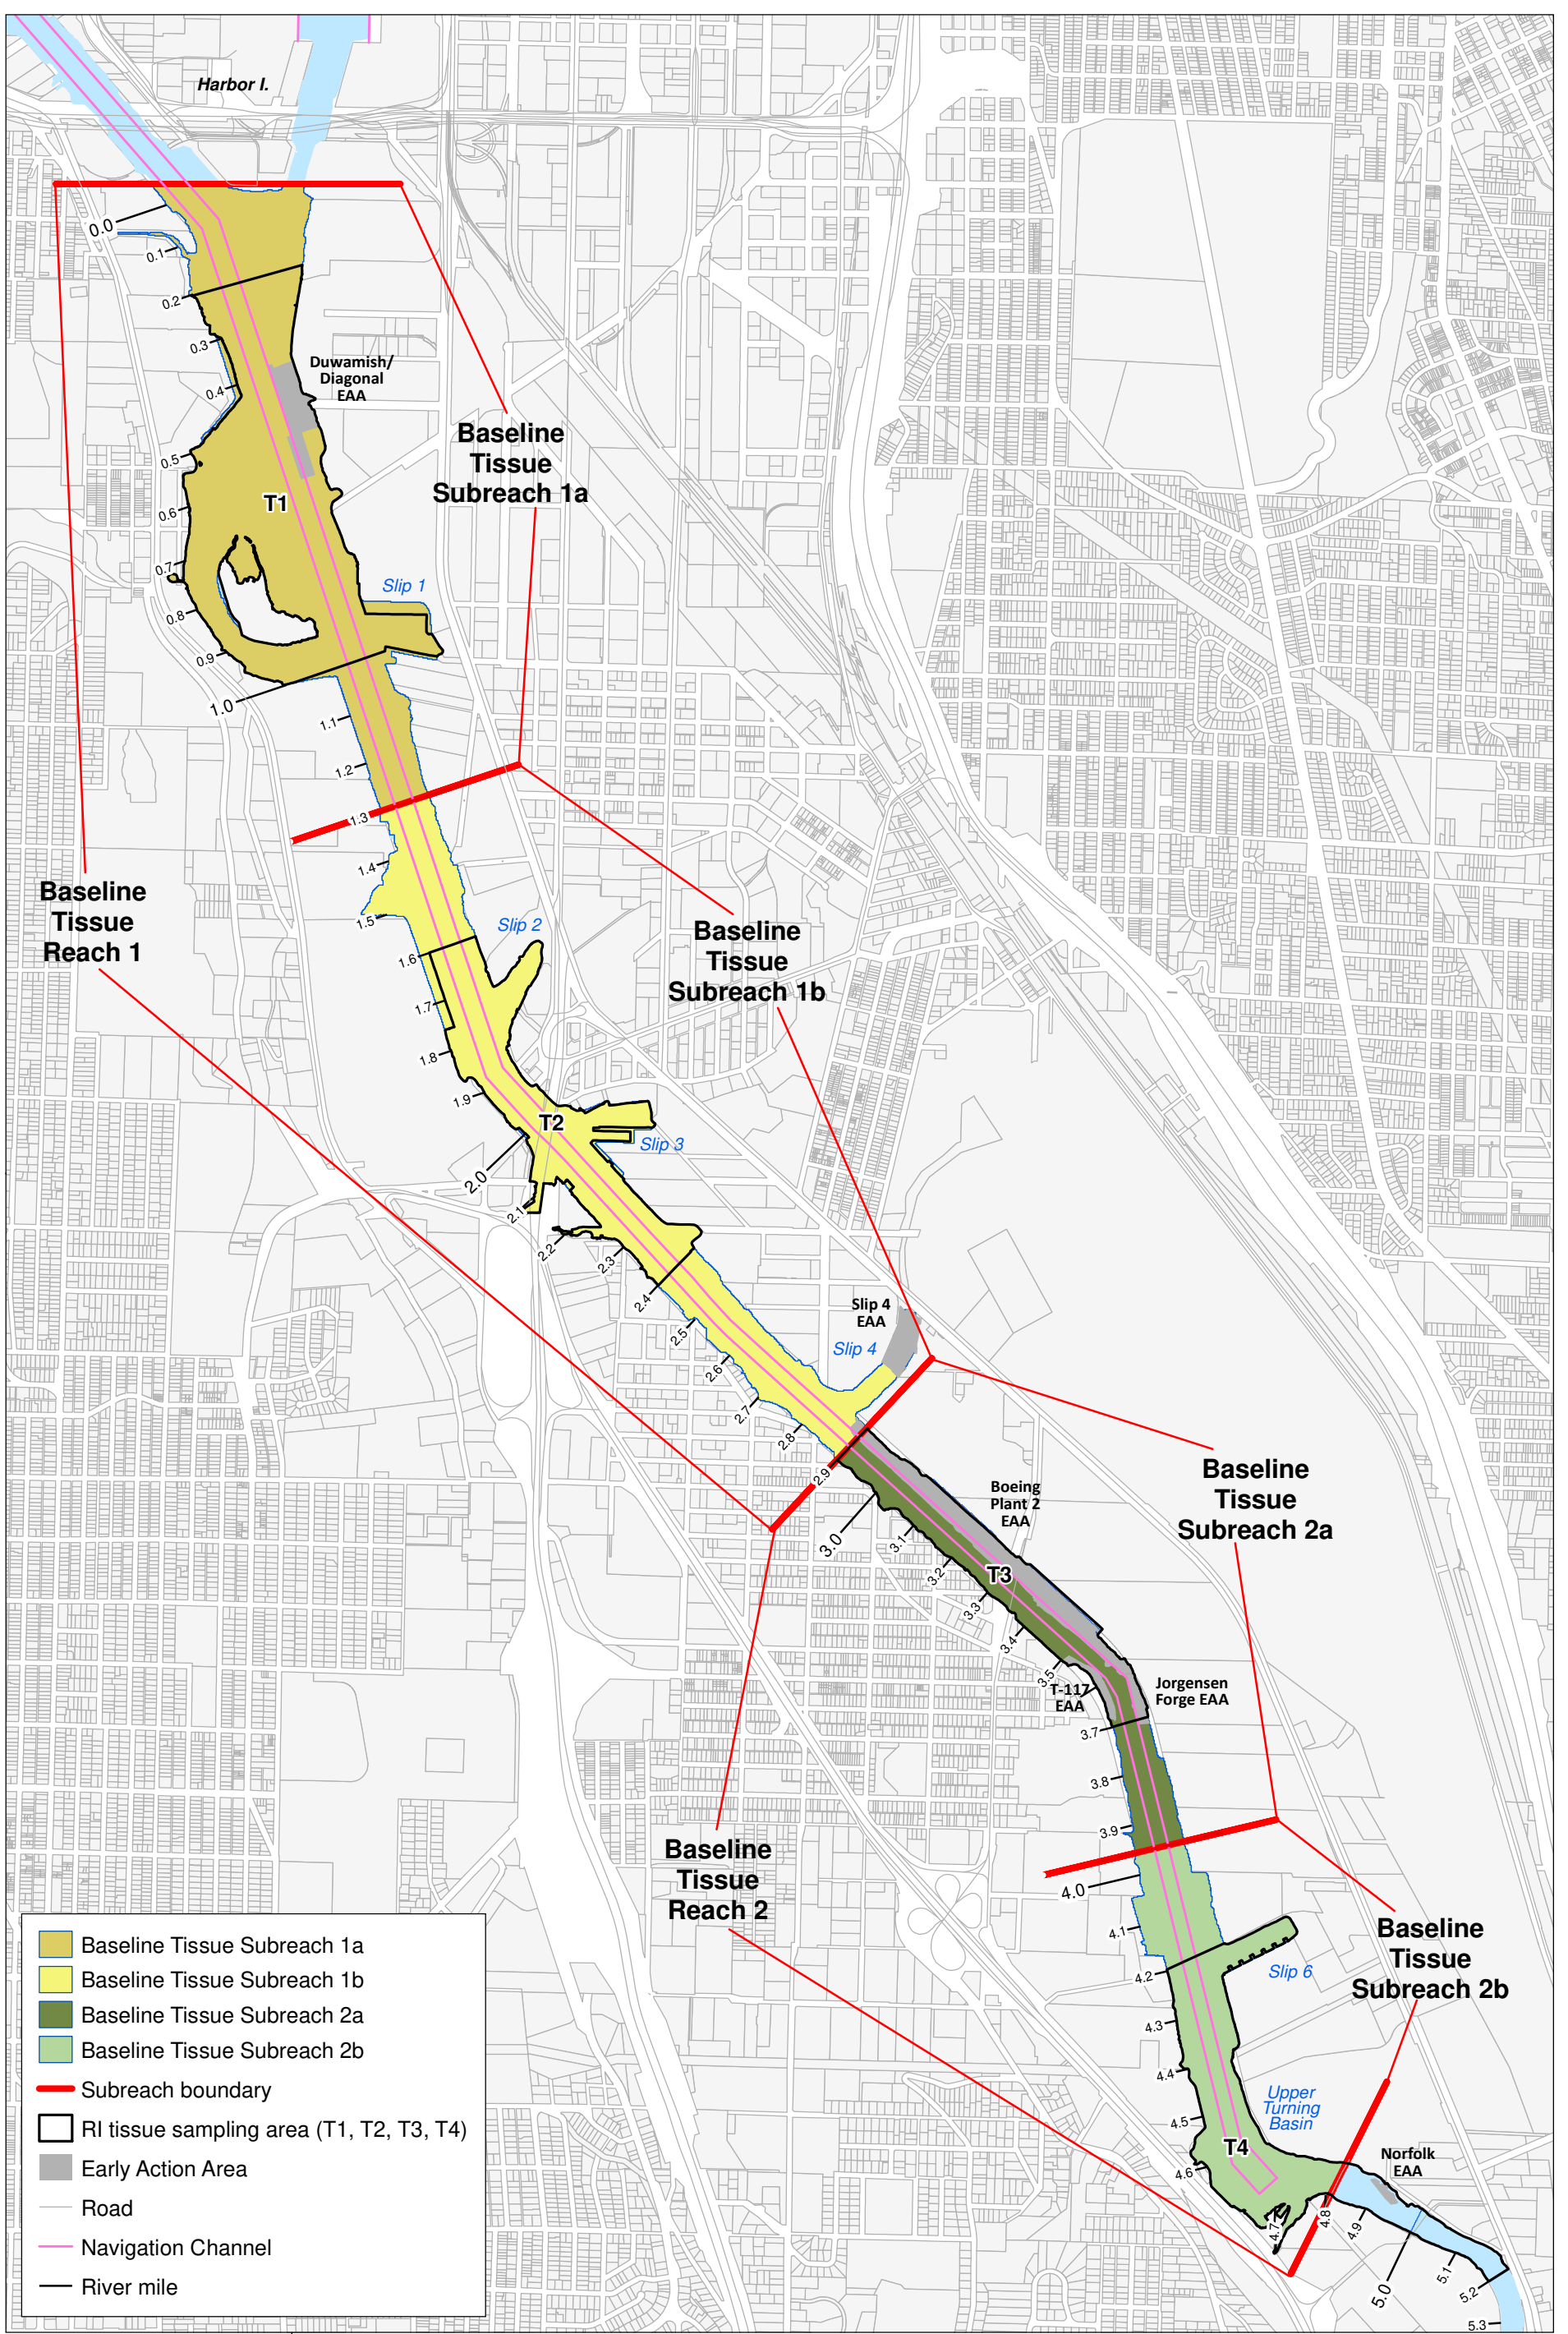 Harbor I.
0.0
0.1
0.2
0.3
0.4
Duwamish/
Diagonal
EAA
Baseline
Tissue
Subreach 1a
0.5
T1
0.6
0.7
Slip 1
0.8
0.9
1.0
1.1
1.2
1.3
1.4
Baseline
Tissue
Reach 1
1.5
Slip 2
Baseline
Tissue
Subreach 1b
1.6
1.7
1.8
1.9
T2
Slip 3
2.0
2.1
2.2
2.3
2.4
Slip 4
EAA
Slip 4
2.5
2.6
2.7
2.8
2.9
Baseline
Tissue
Subreach 2a
Boeing
Plant 2
EAA
3.0
3.1
3.2
T3
3.3
3.4
3.5
T-117
EAA
Jorgensen
Forge EAA
3.7
3.8
3.9
Baseline
Tissue
Reach 2
4.0
4.1
Baseline
Tissue
Subreach 2b
4.2
Slip 6
4.3
4.4
Upper
Turning
Basin
4.5
T4
4.6
Norfolk
EAA
4.7
4.8
4.9
5.0
5.1
5.2
5.3
Baseline Tissue Subreach 1a
Baseline Tissue Subreach 1b
Baseline Tissue Subreach 2a
Baseline Tissue Subreach 2b
Subreach boundary
RI tissue sampling area (T1, T2, T3, T4)
Early Action Area
Road
Navigation Channel
River mile